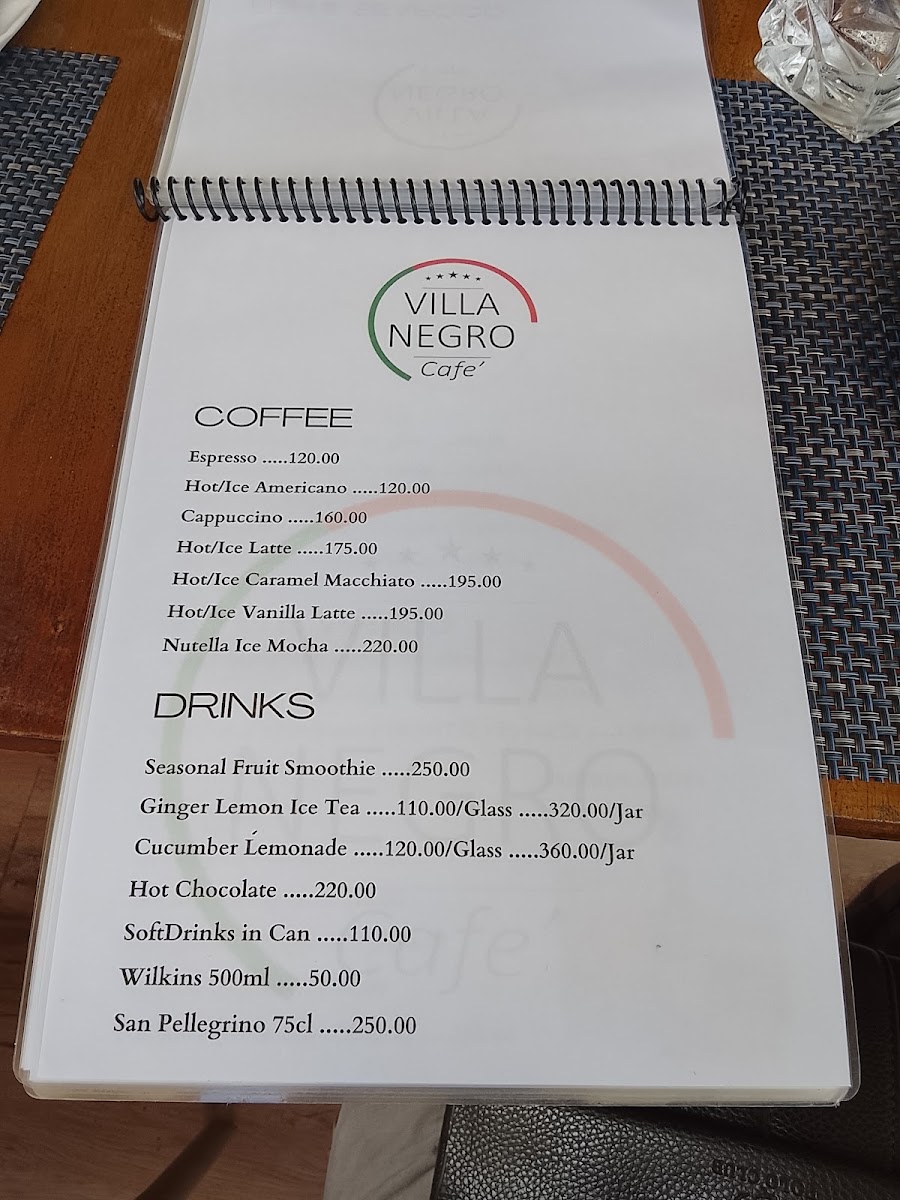 VILLA
NEGRO
Cafe'
COFFEE
Espresso .....120.00
Hot/Ice Americano .....120.00
Cappuccino .....160.00
Hot/Ice Latte .....175.00
Hot/Ice Caramel Macchiato .....195.00
Hot/Ice Vanilla Latte .....195.00
Nutella Ice Mocha .....220.00
DRINKS
Seasonal Fruit Smoothie .....250.00
Ginger Lemon Ice Tea .....110.00/Glass .....320.00/Jar
Cucumber Ĺemonade .....120.00/Glass .....360.00/Jar
Hot Chocolate .....220.00
SoftDrinks in Can .....110.00
Wilkins 500ml .....50.00
San Pellegrino 75cl .....250.00
VILLA
NEGRO
Cafe'